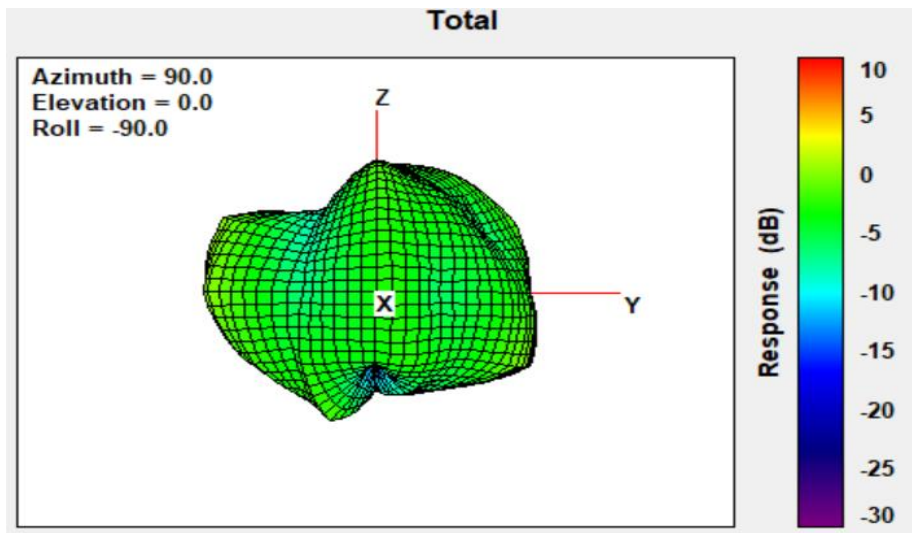 Total
Azimuth = 90.0
Elevation = 0.0
Roll = -90.0
Z
X
Y
Response (dB)
10
5
0
-5
-10
-15
-20
-25
-30